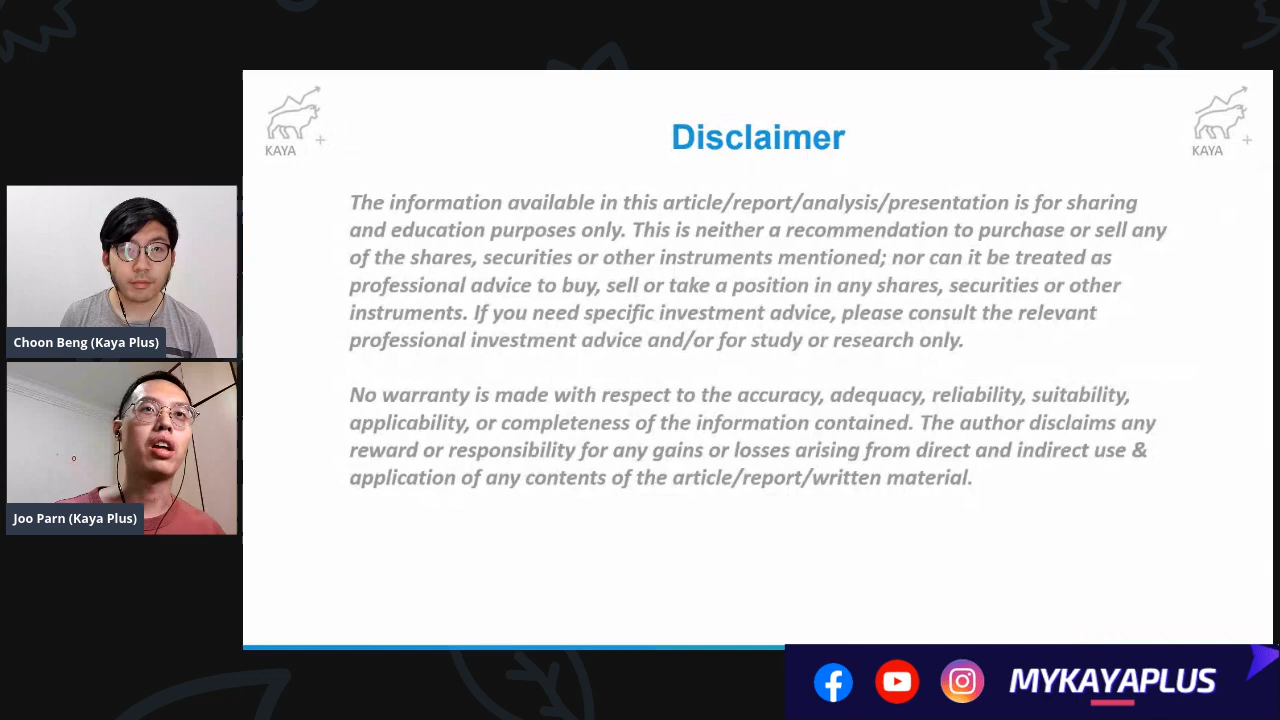 KAYA
+
Disclaimer
KAYA
+
The information available in this article/report/analysis/presentation is for sharing
and education purposes only. This is neither a recommendation to purchase or sell any
of the shares, securities or other instruments mentioned; nor can it be treated as
professional advice to buy, sell or take a position in any shares, securities or other
instruments. If you need specific investment advice, please consult the relevant
professional investment advice and/or for study or research only.
No warranty is made with respect to the accuracy, adequacy, reliability, suitability,
applicability, or completeness of the information contained. The author disclaims any
reward or responsibility for any gains or losses arising from direct and indirect use &
application of any contents of the article/report/written material.
Choon Beng (Kaya Plus)
Joo Parn (Kaya Plus)
MYKAYAPLUS